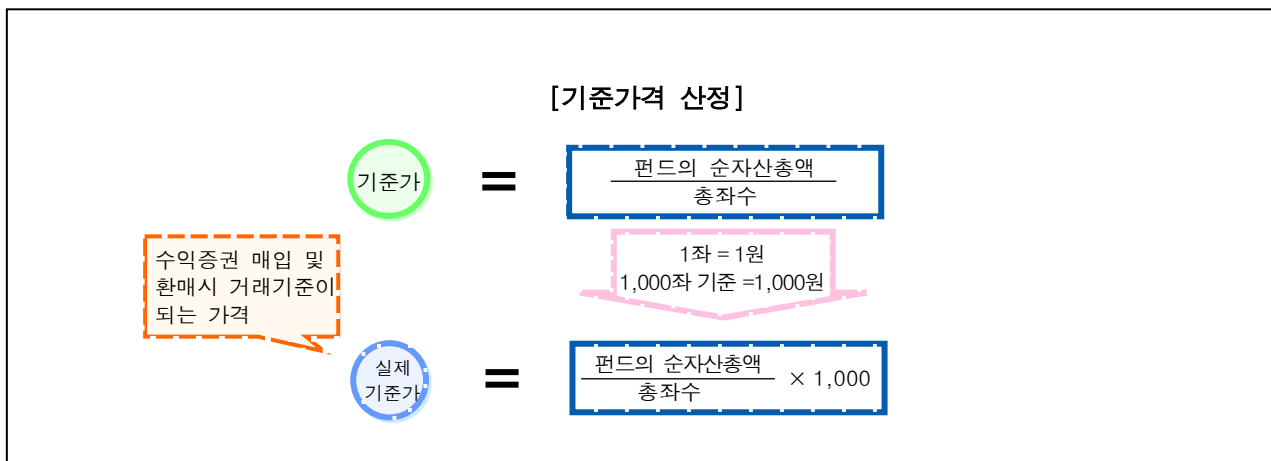 [기준가격 산정]
기준가
=
펀드의 순자산총액
총좌수
1좌 = 1원
1,000좌 기준 =1,000원
수익증권 매입 및
환매시 거래기준이
되는 가격
실제
기준가
=
펀드의 순자산총액
총좌수
× 1,000